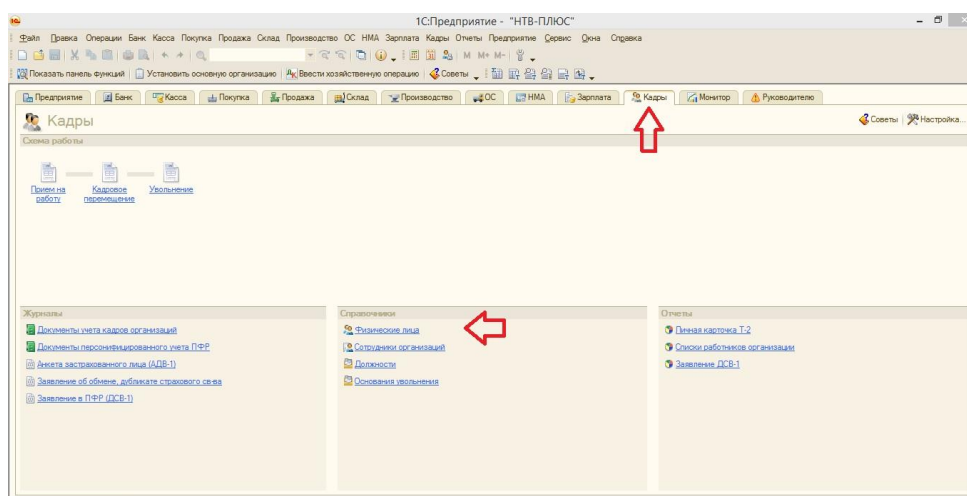 1С:Предприятие - "НТВ-ПЛЮС"
Файл Правка Операции Банк Касса Покупка Продажа Склад Производство ОС НМА Зарплата Кадры Отчеты Предприятие Сервис Окна Справка
M M+ M-
Показать панель функций Установить основную организацию Ввести хозяйственную операцию Советы
Предприятие Банк Касса Покупка Продажа Склад Производство ОС НМА Зарплата Кадры Монитор Руководителю
Кадры Советы Настройка...
Схема работы
Прием на работу
Кадровое перемещение
Увольнение
Журналы
Документы учета кадров организаций
Документы персонифицированного учета ПФР
Анкета застрахованного лица (АДВ-1)
Заявление об обмене, дубликате страхового св-ва
Заявление в ПФР (ДСВ-1)
Справочники
Физические лица
Сотрудники организаций
Должности
Основания увольнения
Отчеты
Личная карточка Т-2
Списки работников организации
Заявление ДСВ-1